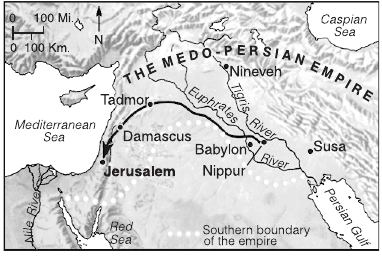 0 100 Mi.
0 100 Km.
N
Caspian
Sea
THE MEDO-PERSIAN EMPIRE
Nineveh
Tadmor
Euphrates
Tigris
River
Mediterranean
Sea
Damascus
Babylon
River
Susa
Jerusalem
Nippur
Nile River
Red
Sea
Persian Gulf
Southern boundary
of the empire